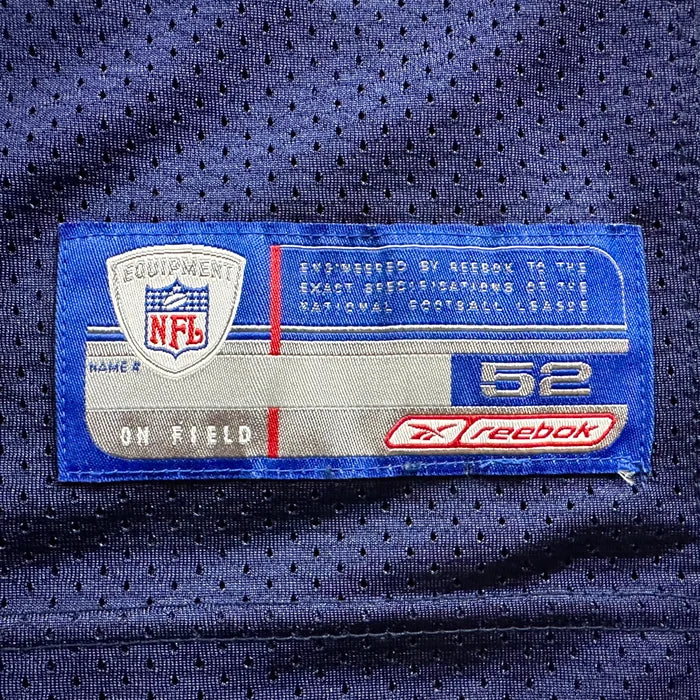 EQUIPMENT
NFL
ENGINEERED BY REEBOK TO THE
EXACT SPECIFICATIONS OF THE
NATIONAL FOOTBALL LEAGUE
NAME #
52
ON FIELD
Reebok